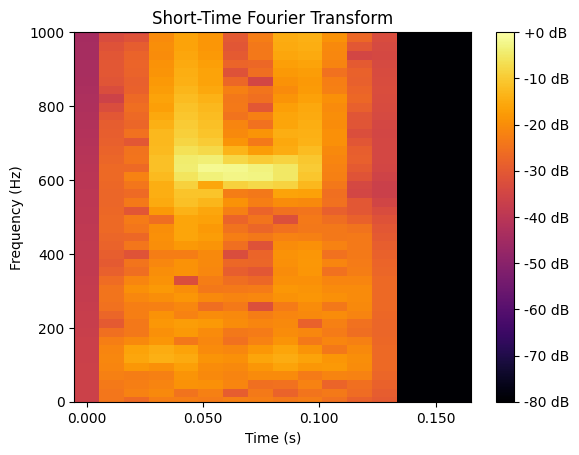 Short-Time Fourier Transform
1000
800
600
400
200
0
Frequency (Hz)
0.000
0.050
0.100
0.150
Time (s)
+0 dB
-10 dB
-20 dB
-30 dB
-40 dB
-50 dB
-60 dB
-70 dB
-80 dB